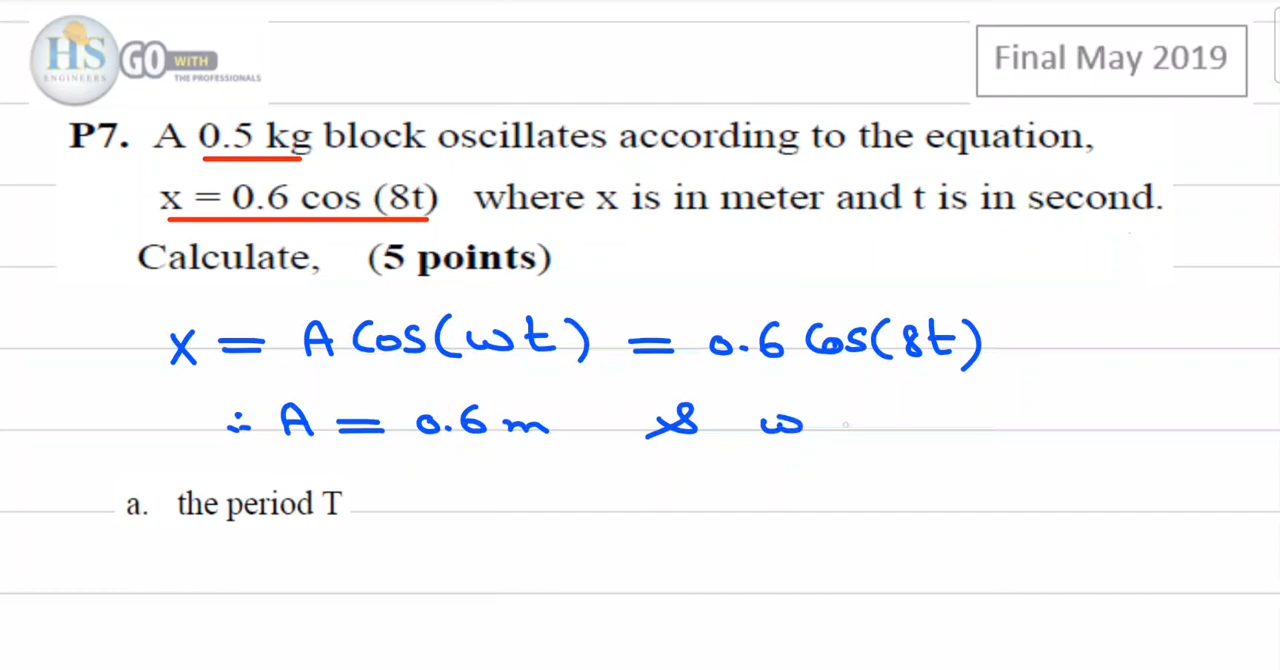 HS
ENGINEERS
GO WITH
THE PROFESSIONALS
Final May 2019
P7. A 0.5 kg block oscillates according to the equation,
x = 0.6 cos (8t) where x is in meter and t is in second.
Calculate, (5 points)
X = A Cos(ωt) = 0.6 Cos(8t)
∴ A = 0.6 m & ω
a. the period T